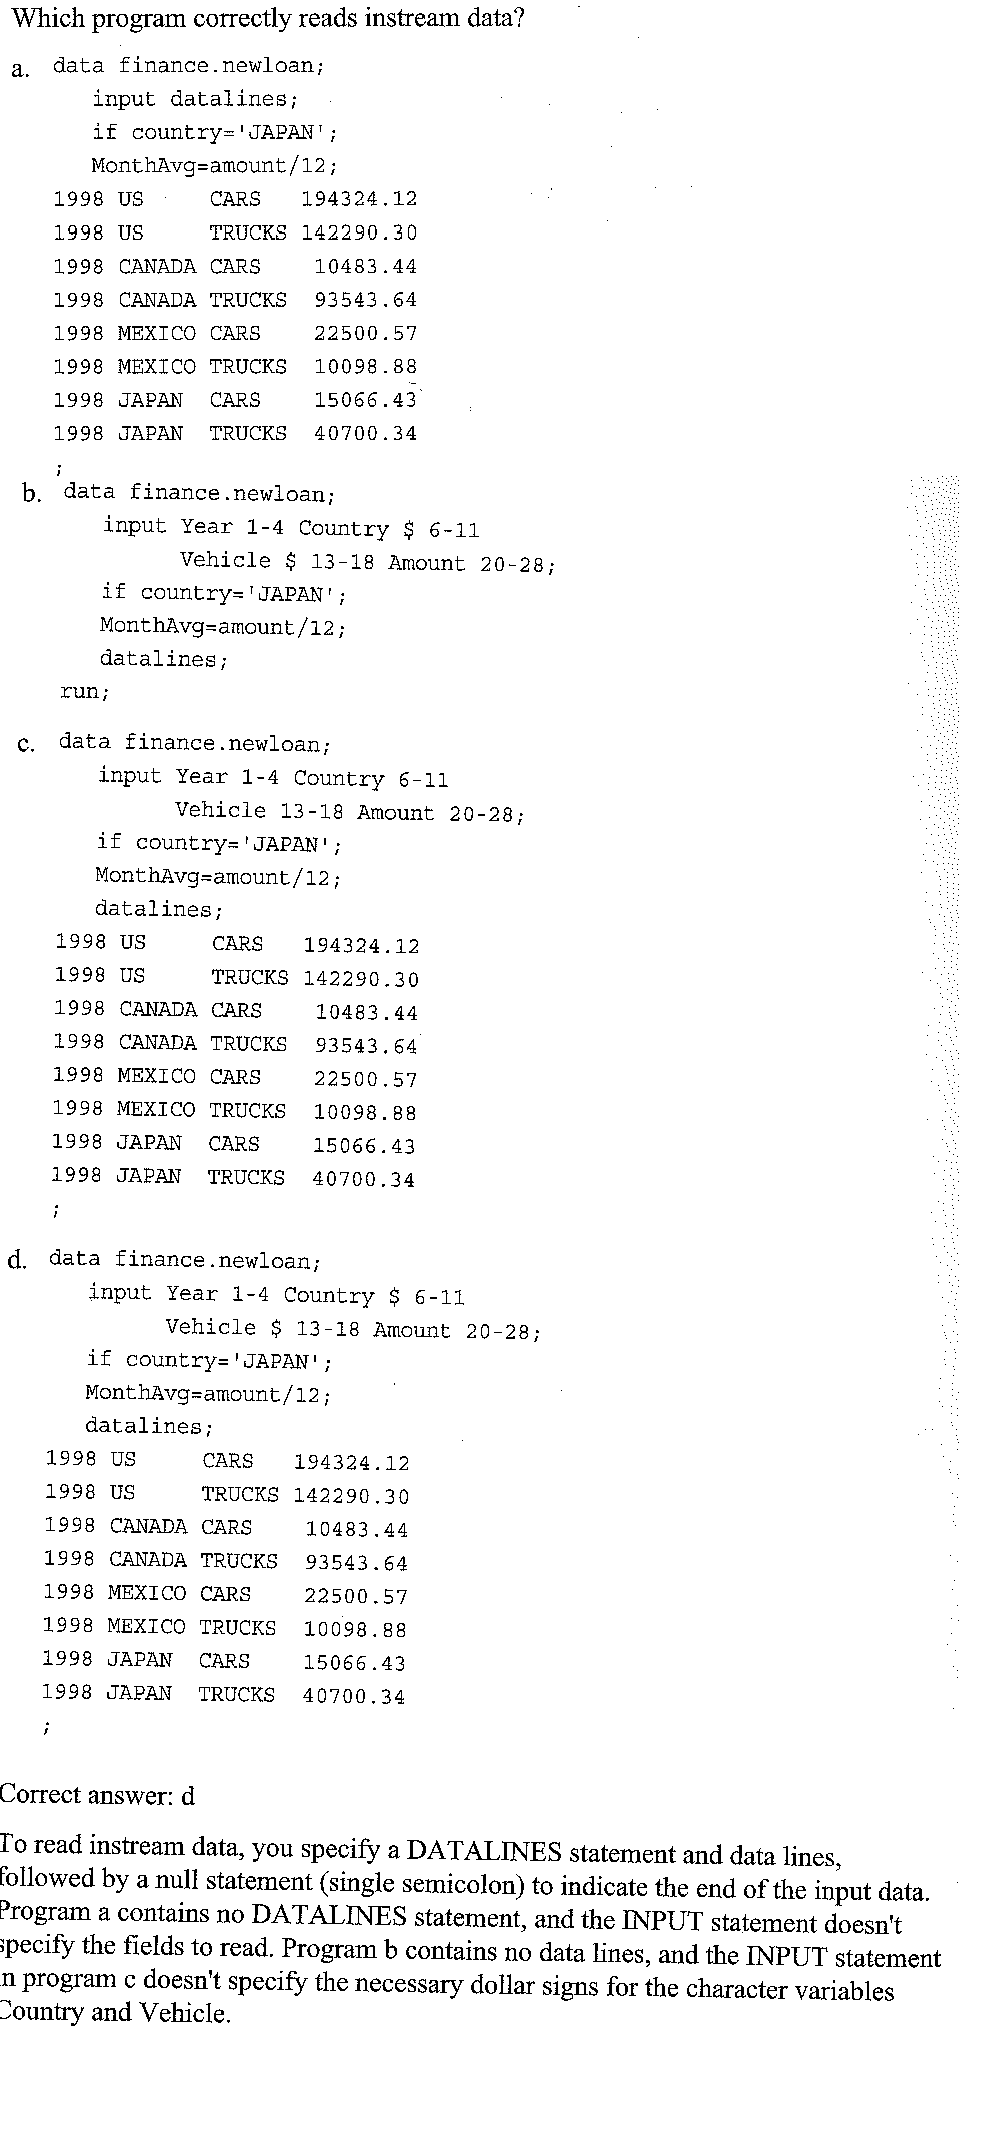 Which program correctly reads instream data?
a. data finance.newloan;
input datalines;
if country='JAPAN';
MonthAvg=amount/12;
1998 US     CARS   194324.12
1998 US     TRUCKS 142290.30
1998 CANADA CARS    10483.44
1998 CANADA TRUCKS  93543.64
1998 MEXICO CARS    22500.57
1998 MEXICO TRUCKS  10098.88
1998 JAPAN  CARS    15066.43
1998 JAPAN  TRUCKS  40700.34
;
b. data finance.newloan;
input Year 1-4 Country $ 6-11
Vehicle $ 13-18 Amount 20-28;
if country='JAPAN';
MonthAvg=amount/12;
datalines;
run;
c. data finance.newloan;
input Year 1-4 Country 6-11
Vehicle 13-18 Amount 20-28;
if country='JAPAN';
MonthAvg=amount/12;
datalines;
1998 US     CARS   194324.12
1998 US     TRUCKS 142290.30
1998 CANADA CARS    10483.44
1998 CANADA TRUCKS  93543.64
1998 MEXICO CARS    22500.57
1998 MEXICO TRUCKS  10098.88
1998 JAPAN  CARS    15066.43
1998 JAPAN  TRUCKS  40700.34
;
d. data finance.newloan;
input Year 1-4 Country $ 6-11
Vehicle $ 13-18 Amount 20-28;
if country='JAPAN';
MonthAvg=amount/12;
datalines;
1998 US     CARS   194324.12
1998 US     TRUCKS 142290.30
1998 CANADA CARS    10483.44
1998 CANADA TRUCKS  93543.64
1998 MEXICO CARS    22500.57
1998 MEXICO TRUCKS  10098.88
1998 JAPAN  CARS    15066.43
1998 JAPAN  TRUCKS  40700.34
;
Correct answer: d
To read instream data, you specify a DATALINES statement and data lines,
followed by a null statement (single semicolon) to indicate the end of the input data.
Program a contains no DATALINES statement, and the INPUT statement doesn't
specify the fields to read. Program b contains no data lines, and the INPUT statement
in program c doesn't specify the necessary dollar signs for the character variables
Country and Vehicle.